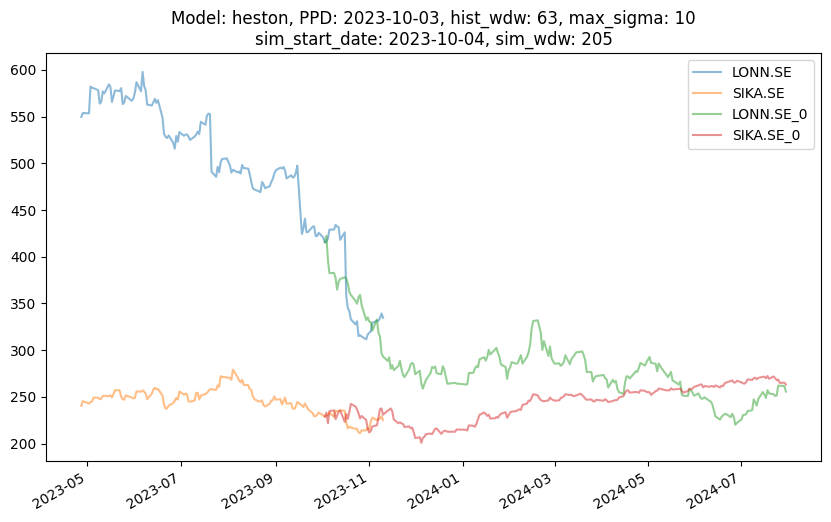 Model: heston, PPD: 2023-10-03, hist_wdw: 63, max_sigma: 10
sim_start_date: 2023-10-04, sim_wdw: 205
LONN.SE
SIKA.SE
LONN.SE_0
SIKA.SE_0
600
550
500
450
400
350
300
250
200
2023-05
2023-07
2023-09
2023-11
2024-01
2024-03
2024-05
2024-07